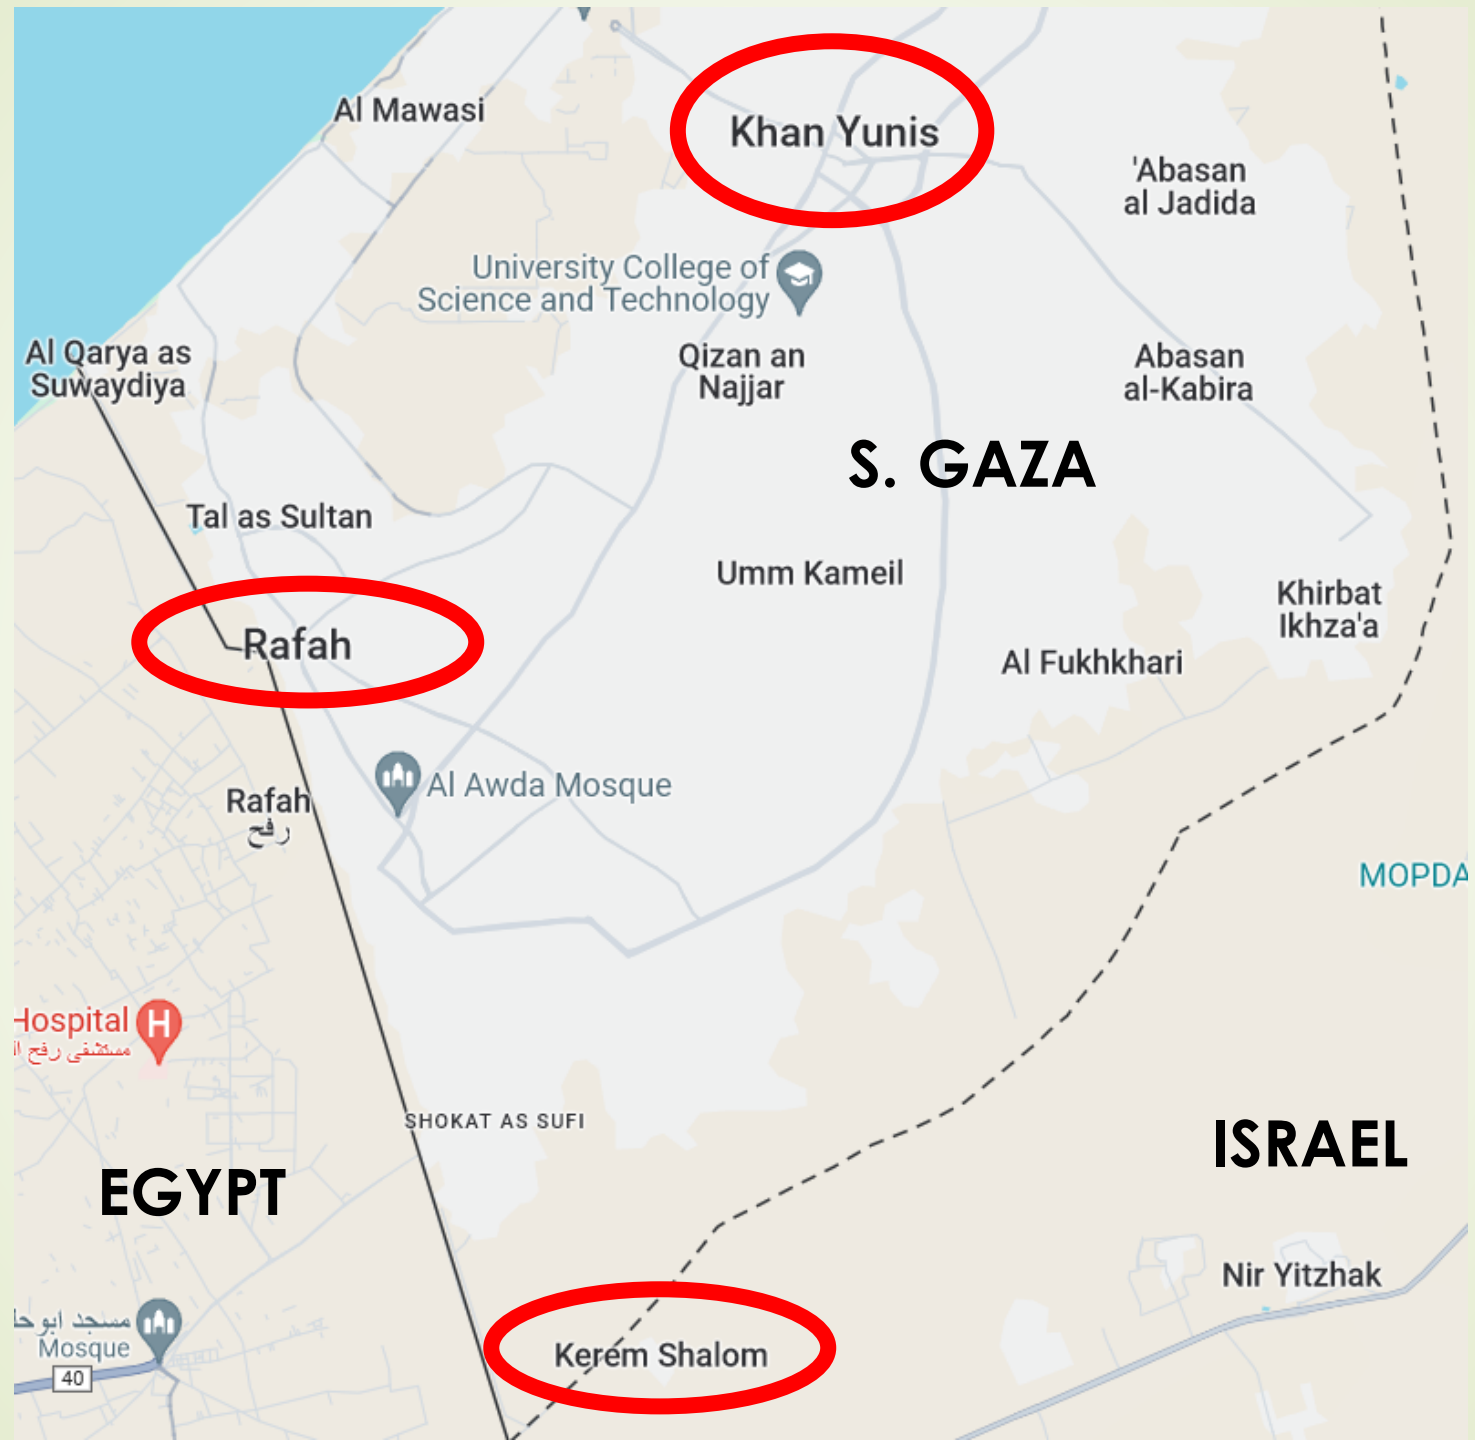 Al Mawasi
Khan Yunis
'Abasan
al Jadida
University College of
Science and Technology
Al Qarya as
Suwaydiya
Qizan an
Najjar
Abasan
al-Kabira
S. GAZA
Tal as Sultan
Umm Kameil
Khirbat
Ikhza'a
Rafah
Al Fukhkhari
Al Awda Mosque
Rafah
رفح
MOPDA
Hospital
H
مستشفى رفح ا
SHOKAT AS SUFI
ISRAEL
EGYPT
Nir Yitzhak
مسجد ابو حا
Mosque
Kerem Shalom
40